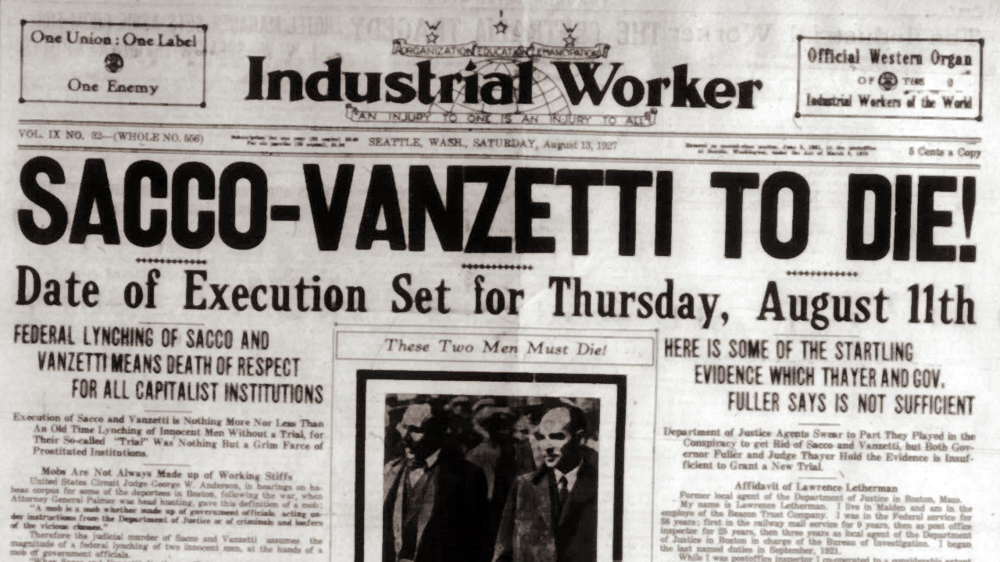 One Union : One Label
One Enemy
ORGANIZATION EDUCATION EMANCIPATION
Industrial Worker
"AN INJURY TO ONE IS AN INJURY TO ALL"
Official Western Organ
OF THE
Industrial Workers of the World
VOL. IX NO. 32—(WHOLE NO. 556)
SEATTLE, WASH., SATURDAY, August 13, 1927
5 Cents a Copy
SACCO-VANZETTI TO DIE!
Date of Execution Set for Thursday, August 11th
FEDERAL LYNCHING OF SACCO AND
VANZETTI MEANS DEATH OF RESPECT
FOR ALL CAPITALIST INSTITUTIONS
Execution of Sacco and Vanzetti is Nothing More Nor Less Than
An Old Time Lynching of Innocent Men Without a Trial, for
Their So-called "Trial" Was Nothing But a Grim Farce of
Prostituted Institutions.
Mobs Are Not Always Made up of Working Stiffs
United States Circuit Judge George W. Anderson, in hearings on ha-
beas corpus for some of the deportees in Boston, following the war, when
Attorney General Palmer was head hunting, gave this definition of a mob:
"A mob is a mob whether made up of government officials acting un-
der instructions from the Department of Justice or of criminals and loafers
of the vicious classes."
Therefore the judicial murder of Sacco and Vanzetti assumes the
magnitude of a federal lynching of two innocent men, at the hands of a
mob of government officials.
These Two Men Must Die!
HERE IS SOME OF THE STARTLING
EVIDENCE WHICH THAYER AND GOV.
FULLER SAYS IS NOT SUFFICIENT
Department of Justice Agents Swear to Part They Played in the
Conspiracy to get Rid of Sacco and Vanzetti, but Both Gov-
ernor Fuller and Judge Thayer Hold the Evidence is Insuf-
ficient to Grant a New Trial.
Affidavit of Lawrence Letherman
Former local agent of the Department of Justice in Boston, Mass.
My name is Lawrence Letherman. I live in Malden and am in the
employe of the Beacon Trust Company. I was in the Federal service for
36 years; first in the railway mail service for 9 years, then as post office
inspector for 25 years, then three years as local agent of the Department
of Justice in Boston in charge of the Bureau of Investigation. I began
the last named duties in September, 1921.
While I was postoffice inspector I co-operated to a